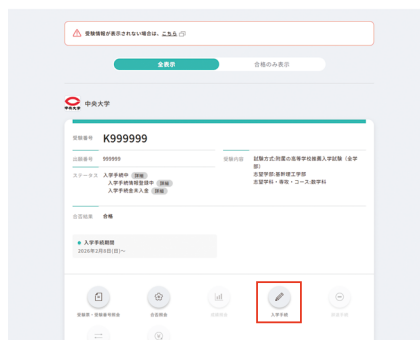 受験情報が表示されない場合は、こちら
全表示
合格のみ表示
中央大学
中央大学
受験番号 K999999
出願番号 999999
ステータス 入学手続中 詳細
入学手続情報登録中 詳細
入学手続金未入金 詳細
受験内容 試験方式:附属の高等学校推薦入学試験（全学部）
志望学部:基幹理工学部
志望学科・専攻・コース:数学科
合否結果 合格
入学手続期限
2026年2月8日(日)～
受験票・受験番号照会
合否照会
入学手続